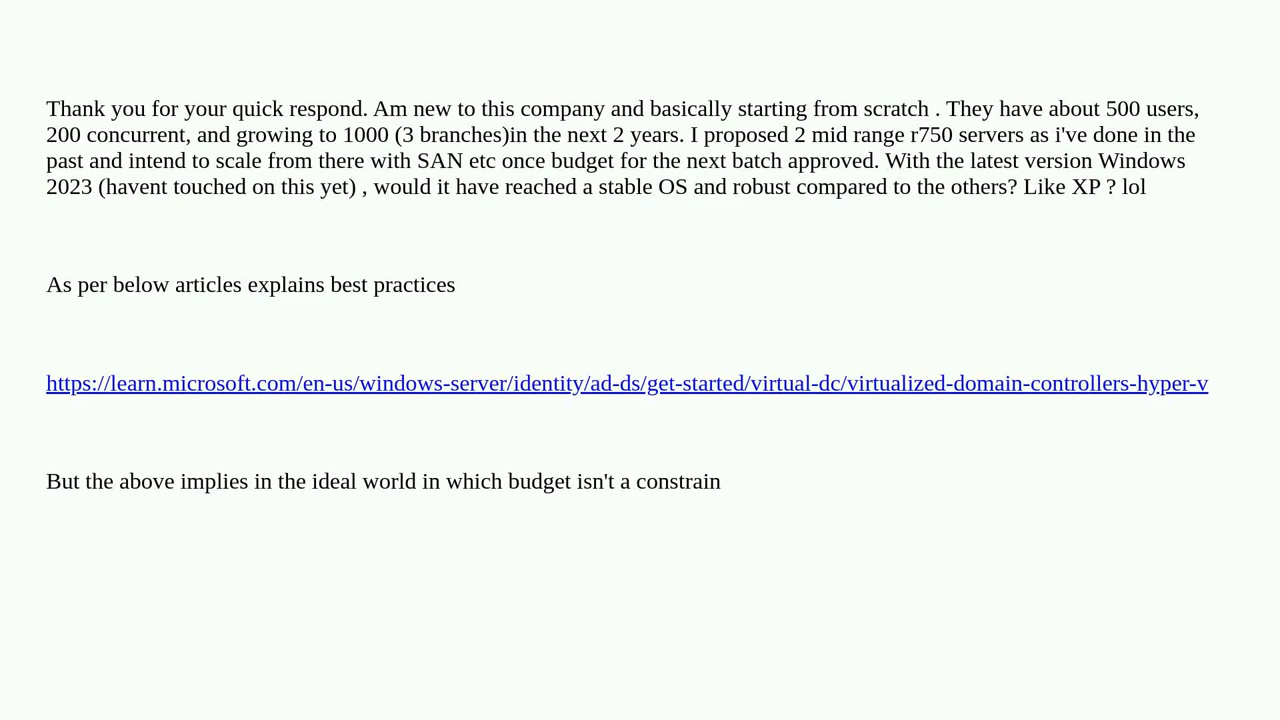 Thank you for your quick respond. Am new to this company and basically starting from scratch . They have about 500 users,
200 concurrent, and growing to 1000 (3 branches)in the next 2 years. I proposed 2 mid range r750 servers as i've done in the
past and intend to scale from there with SAN etc once budget for the next batch approved. With the latest version Windows
2023 (havent touched on this yet) , would it have reached a stable OS and robust compared to the others? Like XP ? lol
As per below articles explains best practices
https://learn.microsoft.com/en-us/windows-server/identity/ad-ds/get-started/virtual-dc/virtualized-domain-controllers-hyper-v
But the above implies in the ideal world in which budget isn't a constrain